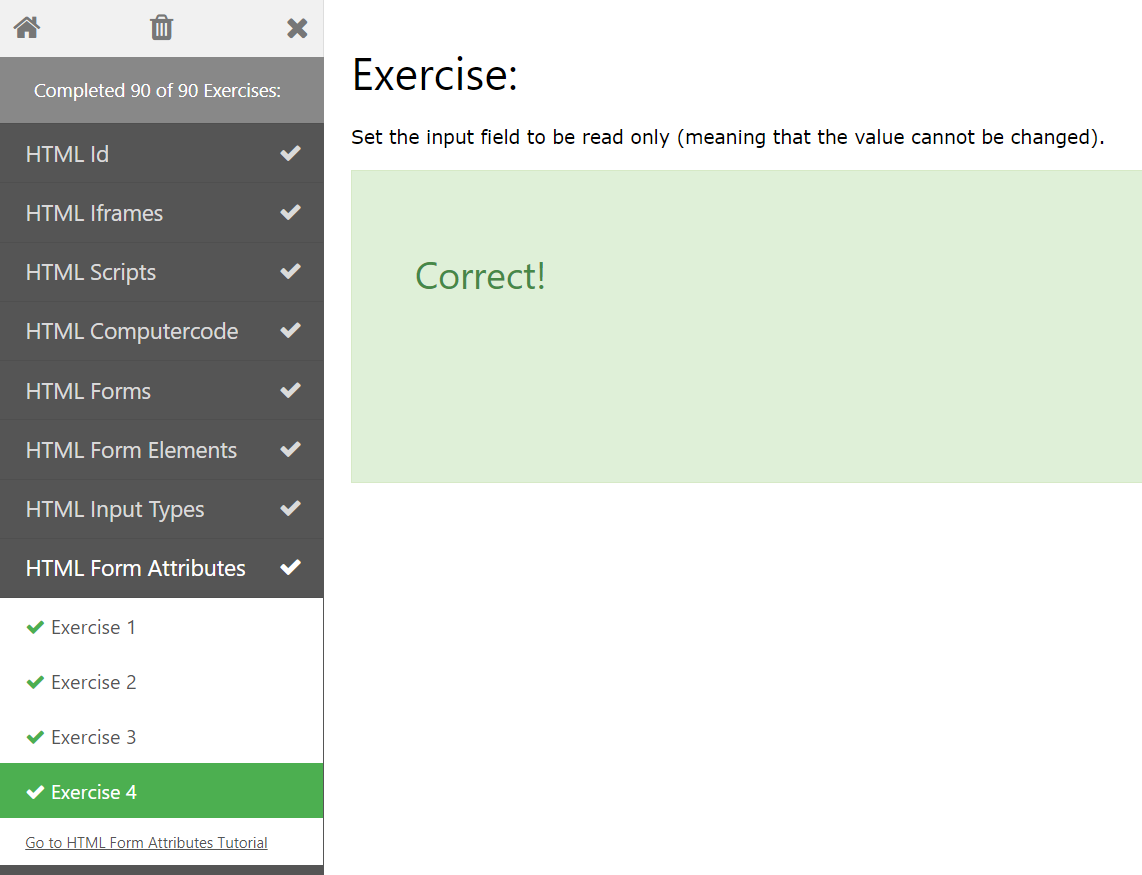 Completed 90 of 90 Exercises:
HTML Id
HTML Iframes
HTML Scripts
HTML Computercode
HTML Forms
HTML Form Elements
HTML Input Types
HTML Form Attributes
Exercise 1
Exercise 2
Exercise 3
Exercise 4
Go to HTML Form Attributes Tutorial
Exercise:
Set the input field to be read only (meaning that the value cannot be changed).
Correct!